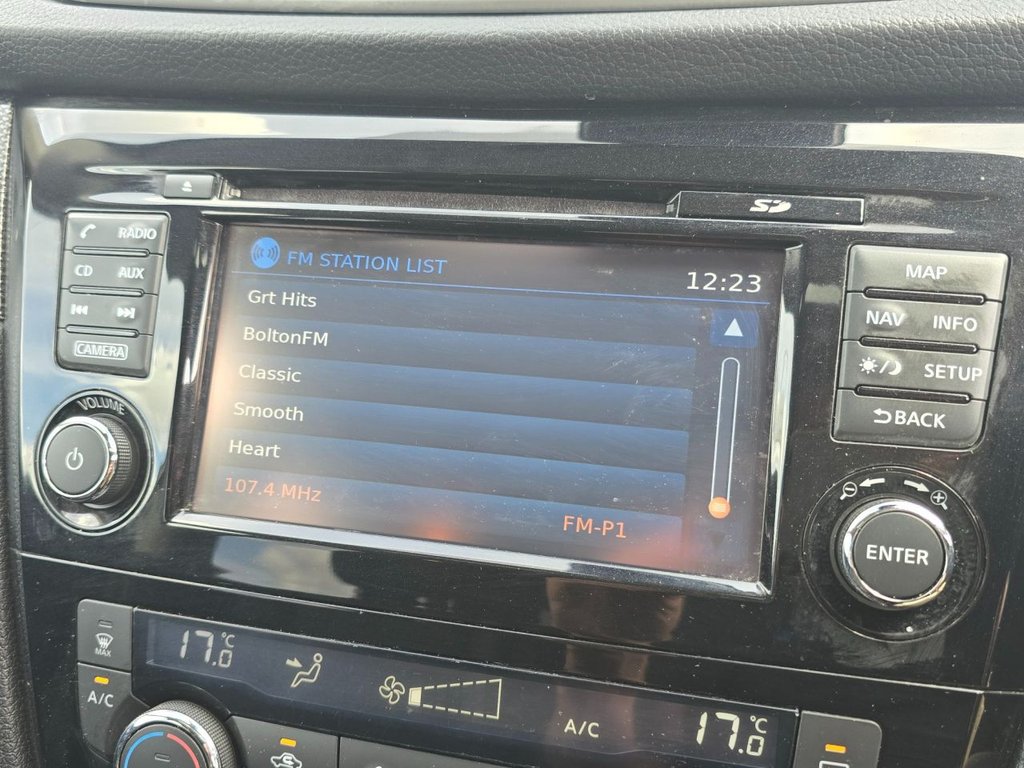 SD
RADIO
CD AUX
CAMERA
VOLUME
FM STATION LIST
12:23
Grt Hits
BoltonFM
Classic
Smooth
Heart
107.4 MHz
FM-P1
MAP
NAV INFO
SETUP
BACK
ENTER
MAX
A/C
17.0°C
A/C
17.0°C